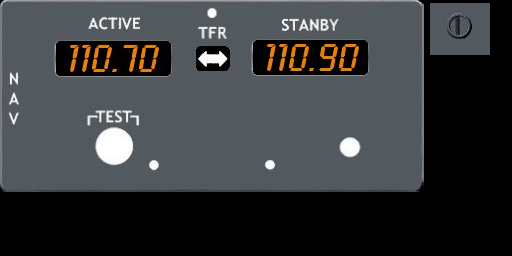 ACTIVE
TFR
STANBY
110.70
110.90
N
A
V
TEST